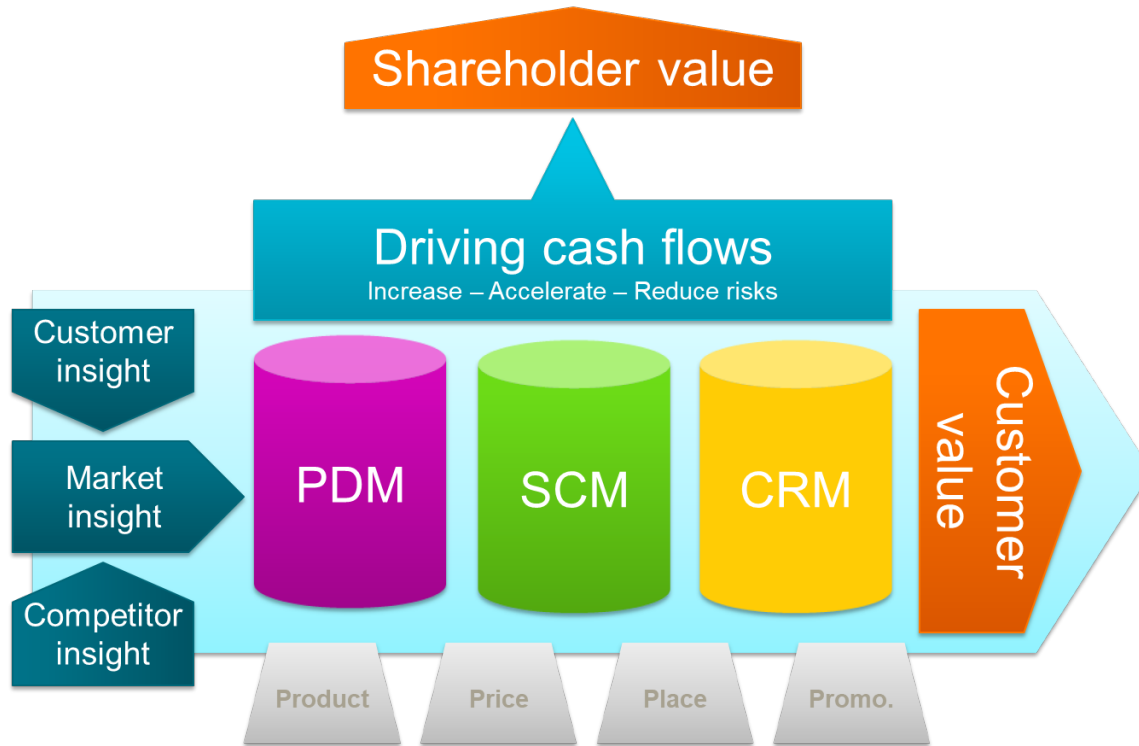 Shareholder value
Driving cash flows
Increase – Accelerate – Reduce risks
Customer
insight
Market
insight
Competitor
insight
PDM
SCM
CRM
Customer
value
Product
Price
Place
Promo.